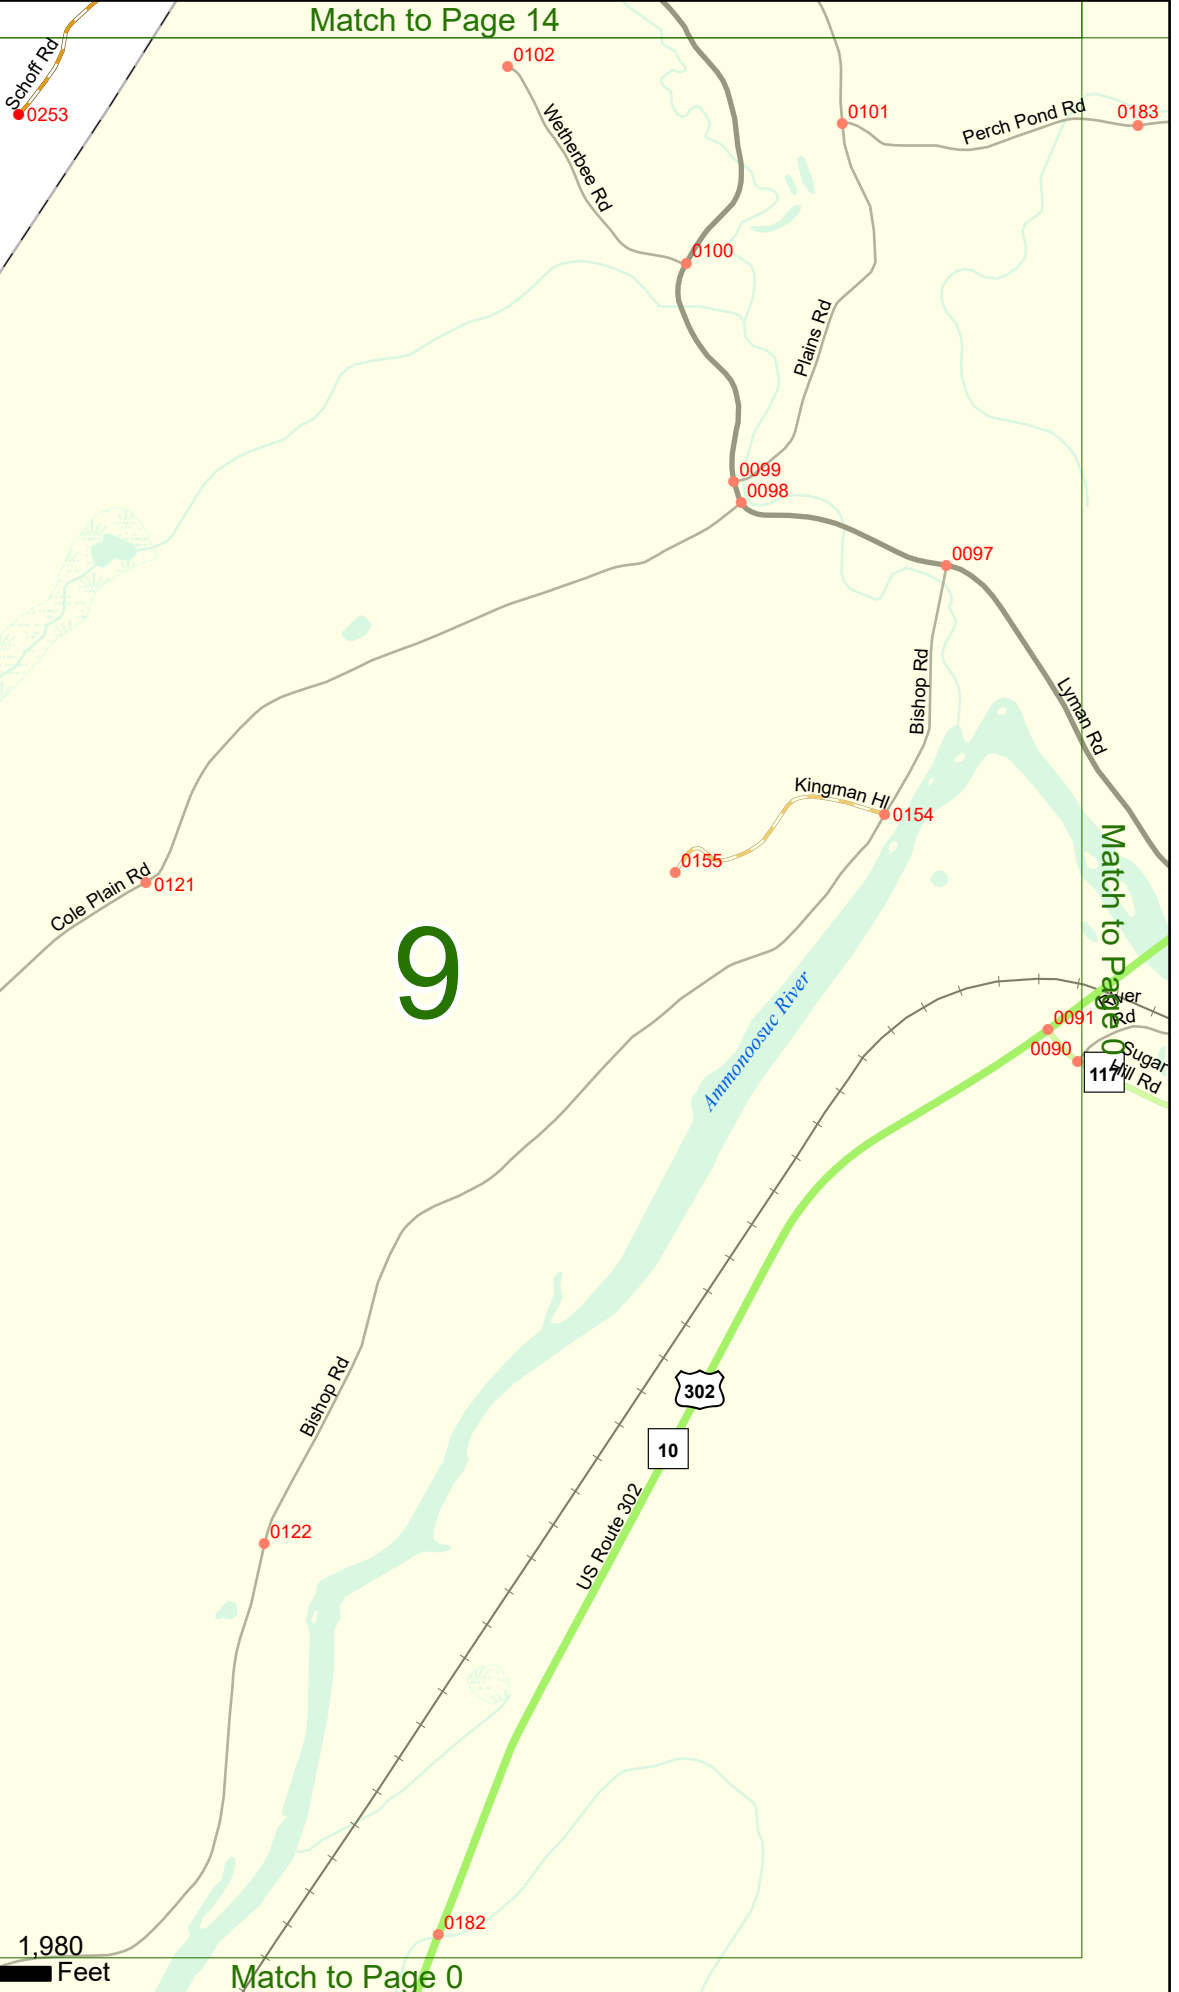 Match to Page 14
Schoff Rd
0253
0102
Wetherbee Rd
0101
Perch Pond Rd
0183
0100
Plains Rd
0099
0098
0097
Bishop Rd
Lyman Rd
Kingman Hl
0154
0155
Cole Plain Rd
0121
9
Match to Page 0
Ammonoosuc River
River
Rd
0091
0090
117
Sugar
Hill Rd
302
10
US Route 302
Bishop Rd
0122
0182
1,980
Feet
Match to Page 0